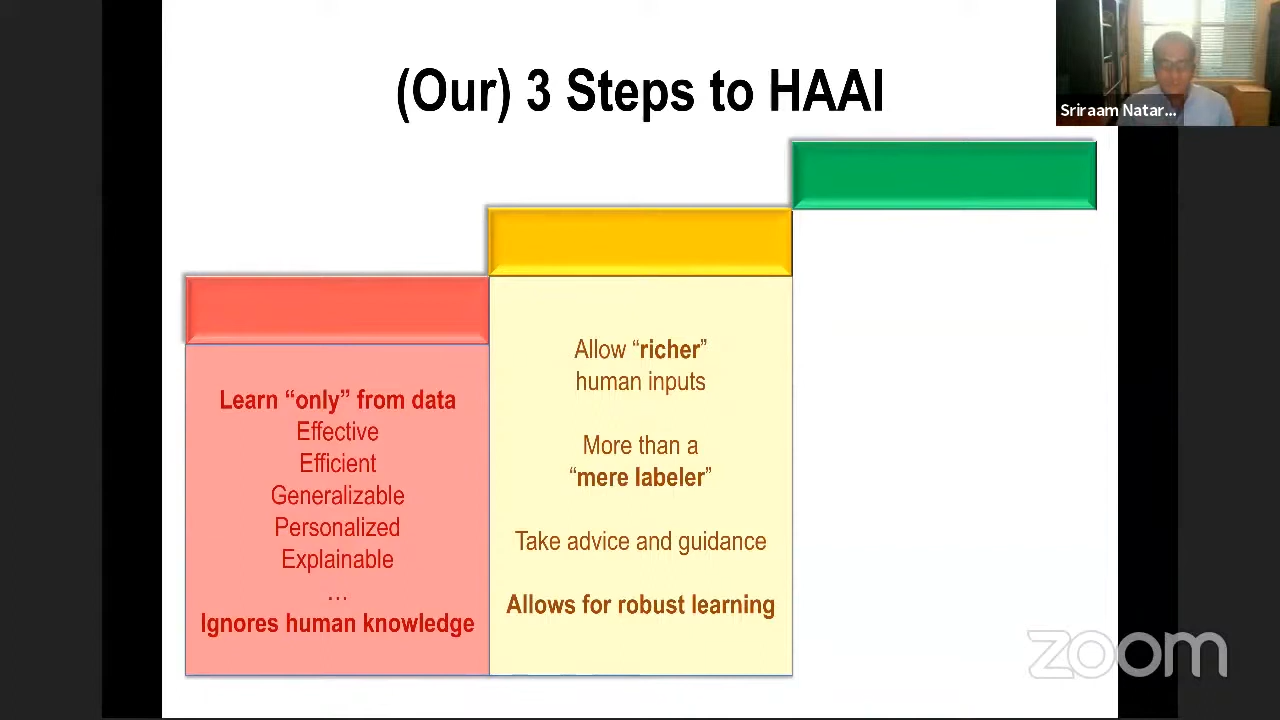 (Our) 3 Steps to HAAI
Sriraam Natar...
Learn “only” from data
Effective
Efficient
Generalizable
Personalized
Explainable
…
Ignores human knowledge
Allow “richer”
human inputs
More than a
“mere labeler”
Take advice and guidance
Allows for robust learning
zoom